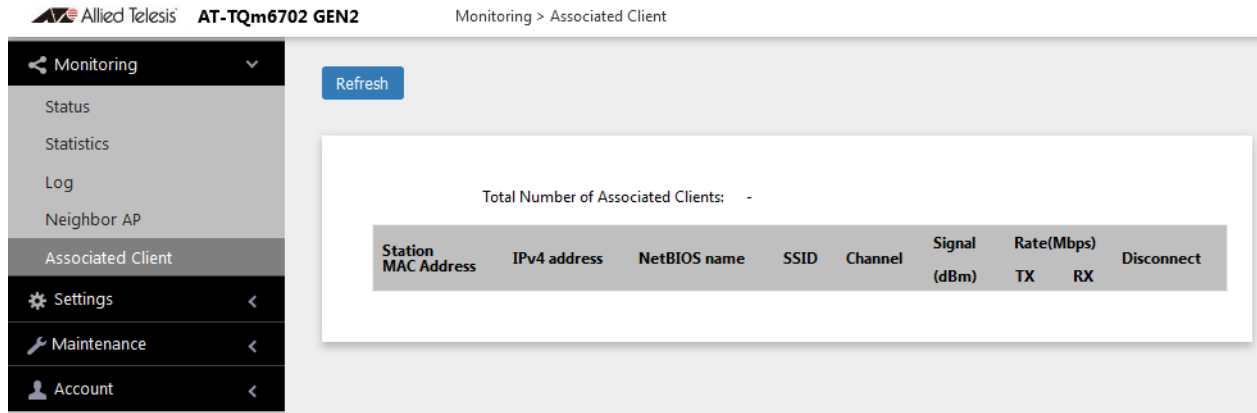 Allied Telesis AT-TQm6702 GEN2 Monitoring > Associated Client
Monitoring
Status
Statistics
Log
Neighbor AP
Associated Client
Settings
Maintenance
Account
Refresh
Total Number of Associated Clients: -
Station MAC Address IPv4 address NetBIOS name SSID Channel Signal (dBm) Rate(Mbps) TX RX Disconnect